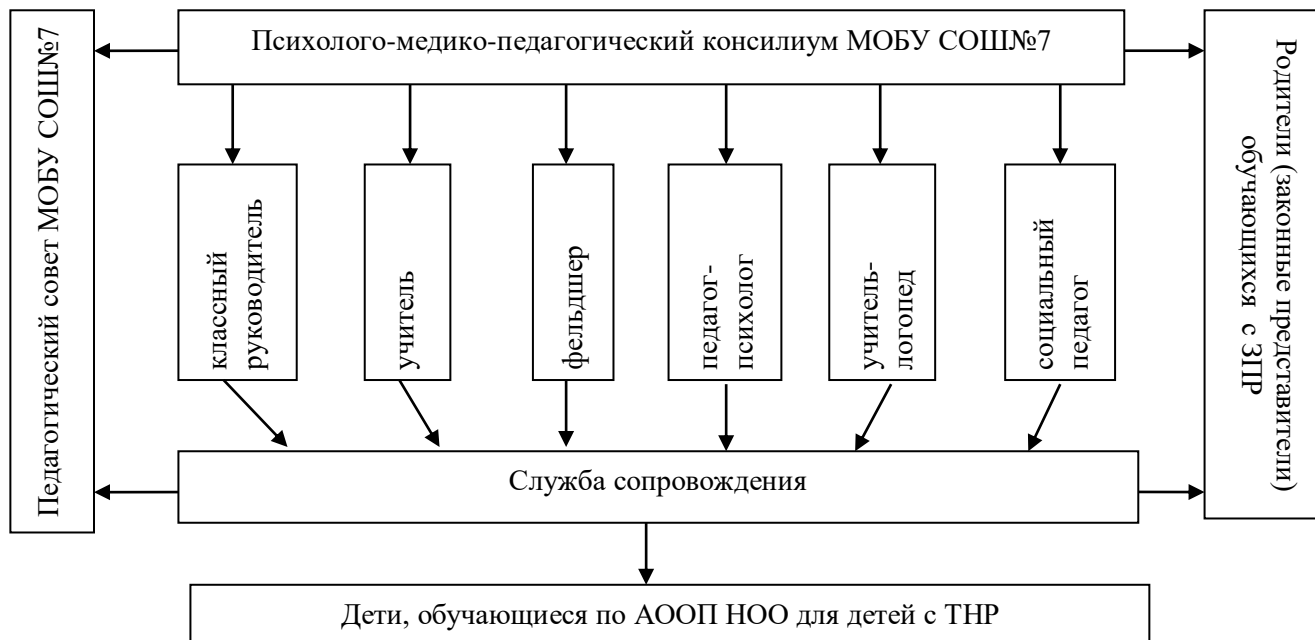 Психолого-медико-педагогический консилиум МОБУ СОШ№7
Педагогический совет МОБУ СОШ№7
Родители (законные представители)
обучающихся с ЗПР
классный
руководитель
учитель
фельдшер
педагог-
психолог
учитель-
логопед
социальный
педагог
Служба сопровождения
Дети, обучающиеся по АООП НОО для детей с ТНР